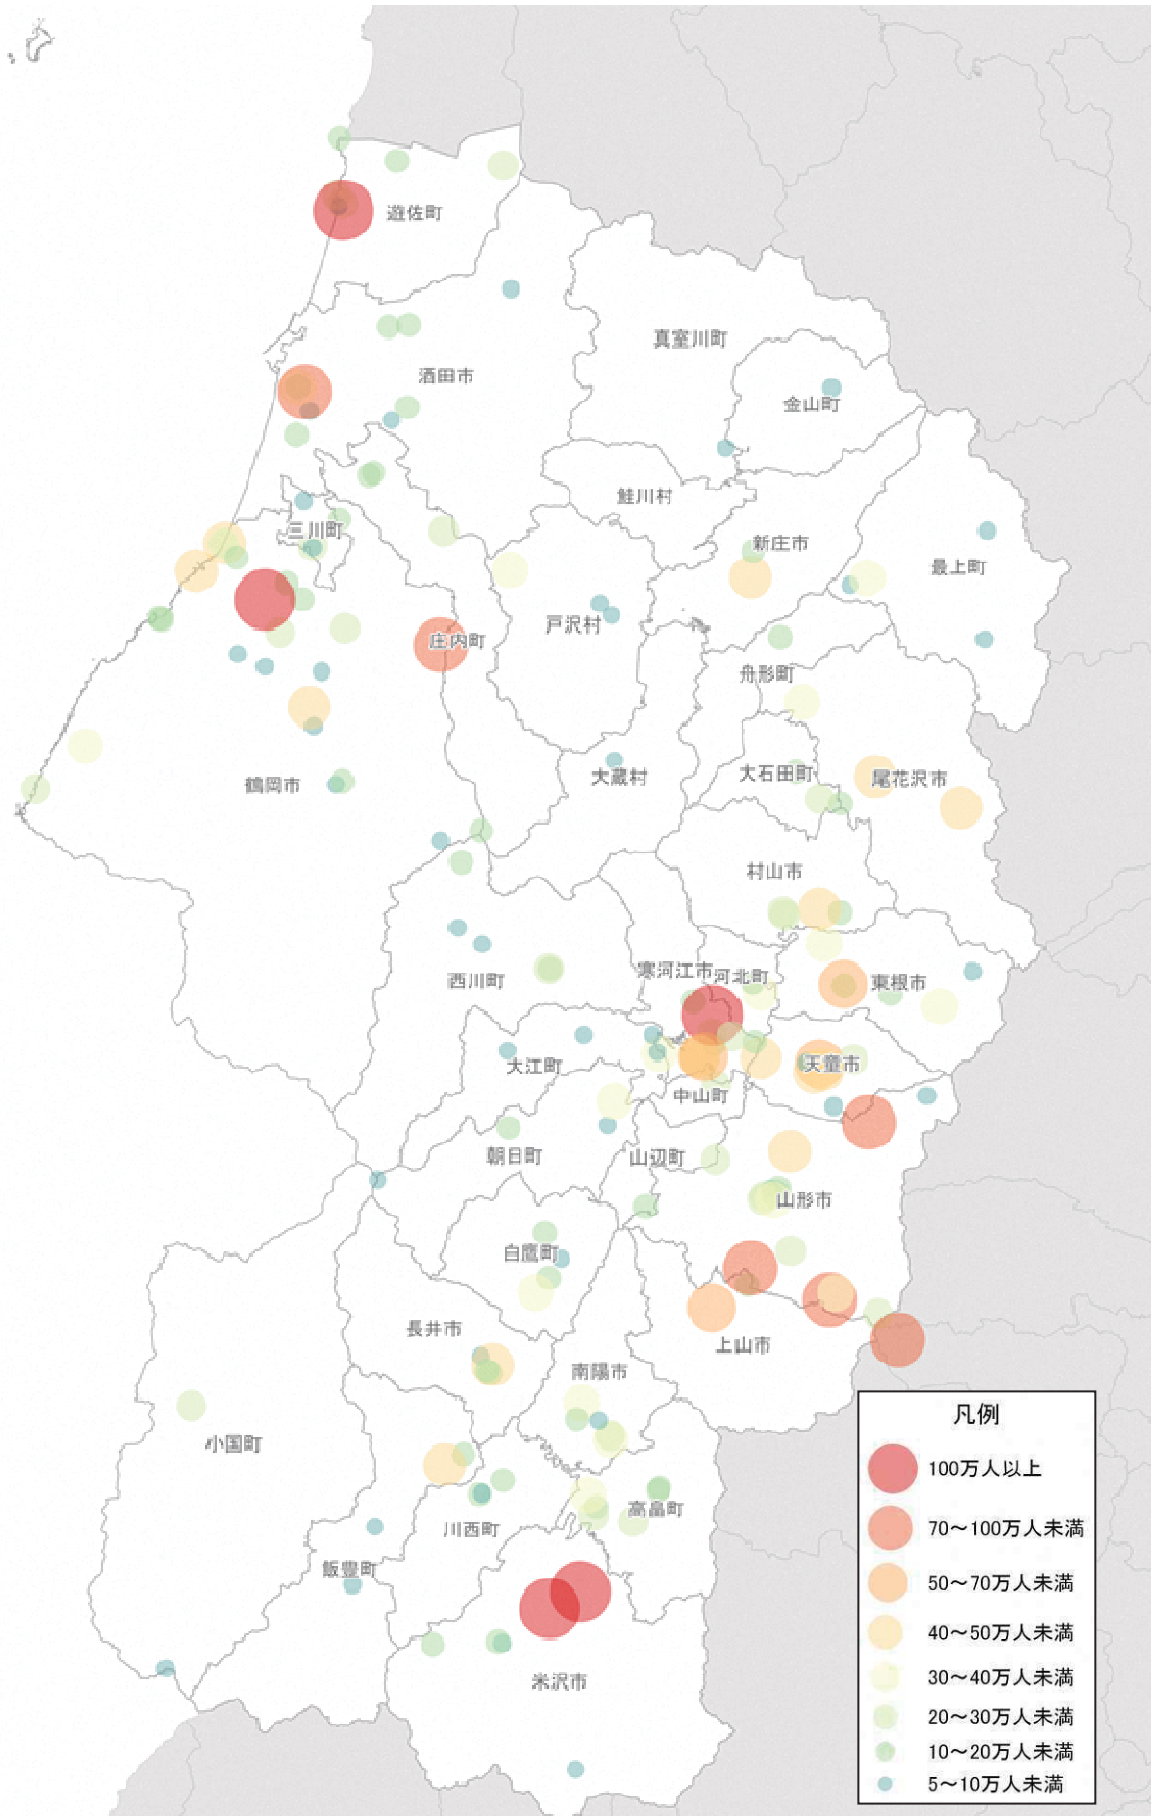 遊佐町
真室川町
酒田市
金山町
鮭川村
三川町
新庄市
最上町
戸沢村
庄内町
舟形町
大石田町
尾花沢市
大蔵村
鶴岡市
村山市
寒河江市
河北町
西川町
東根市
大江町
天童市
中山町
朝日町
山辺町
山形市
白鷹町
長井市
上山市
南陽市
小国町
高畠町
川西町
飯豊町
米沢市
凡例
100万人以上
70～100万人未満
50～70万人未満
40～50万人未満
30～40万人未満
20～30万人未満
10～20万人未満
5～10万人未満